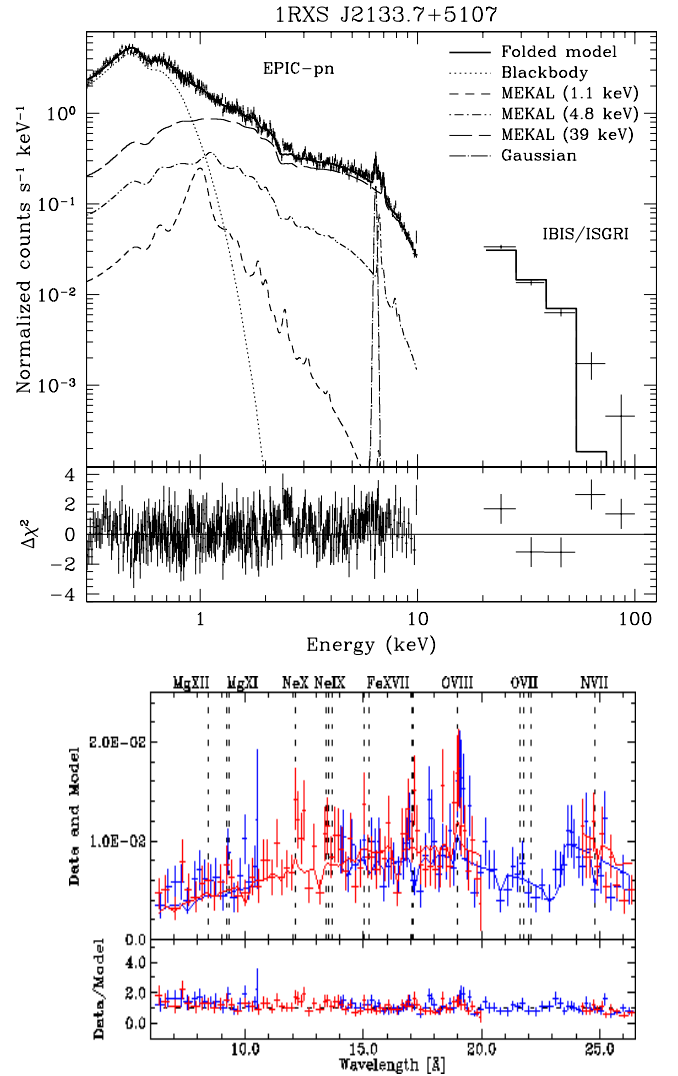 1RXS J2133.7+5107
EPIC-pn
Folded model
Blackbody
MEKAL (1.1 keV)
MEKAL (4.8 keV)
MEKAL (39 keV)
Gaussian
IBIS/ISGRI
Normalized counts s⁻¹ keV⁻¹
10⁰
10⁻¹
10⁻²
10⁻³
Δχ²
4
2
0
−2
−4
1
10
100
Energy (keV)
MgXII MgXI NeX NeIX FeXVII OVIII OVII NVII
Data and Model
2.0E-02
1.0E-02
0.0
Data/Model
4.0
2.0
0.0
10.0 15.0 20.0 25.0
Wavelength [Å]